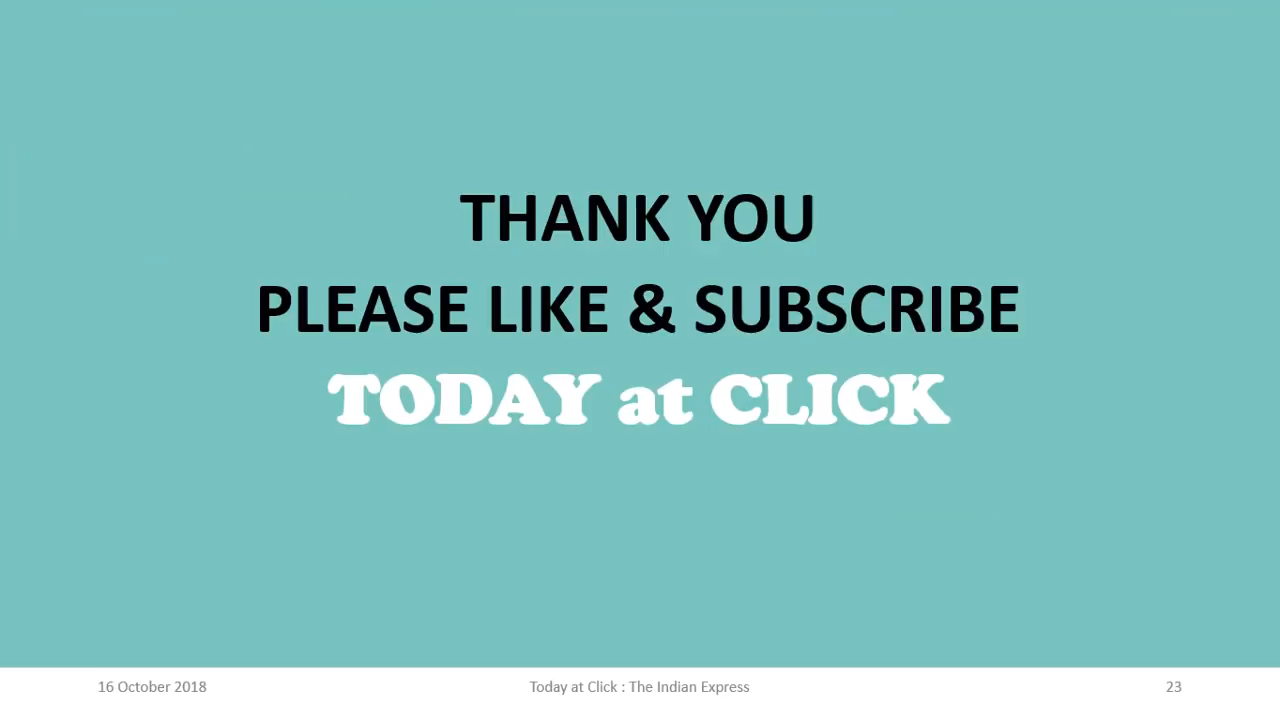 THANK YOU
PLEASE LIKE & SUBSCRIBE
TODAY at CLICK
16 October 2018
Today at Click : The Indian Express
23